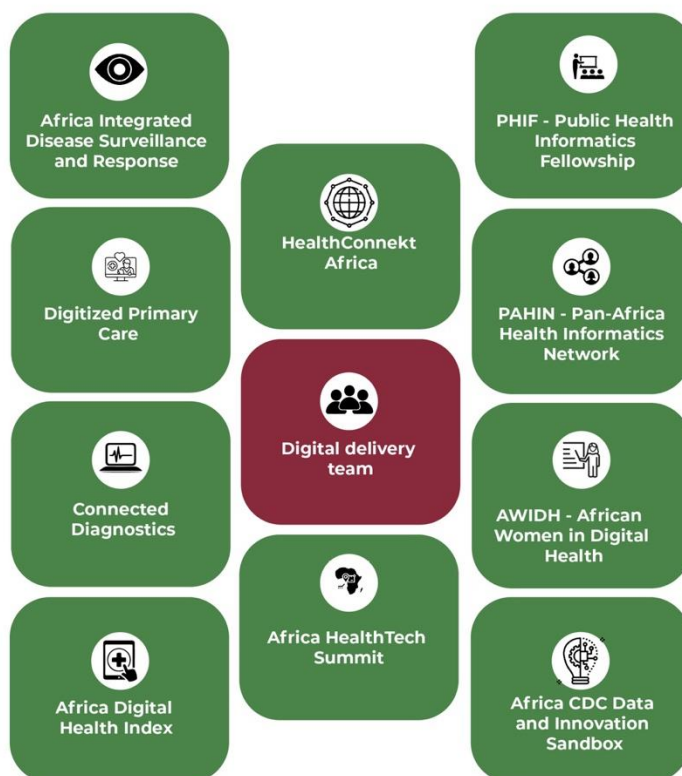 Africa Integrated
Disease Surveillance
and Response
Digitized Primary
Care
Connected
Diagnostics
Africa Digital
Health Index
HealthConnekt
Africa
Digital delivery
team
Africa HealthTech
Summit
PHIF - Public Health
Informatics
Fellowship
PAHIN - Pan-Africa
Health Informatics
Network
AWIDH - African
Women in Digital
Health
Africa CDC Data
and Innovation
Sandbox